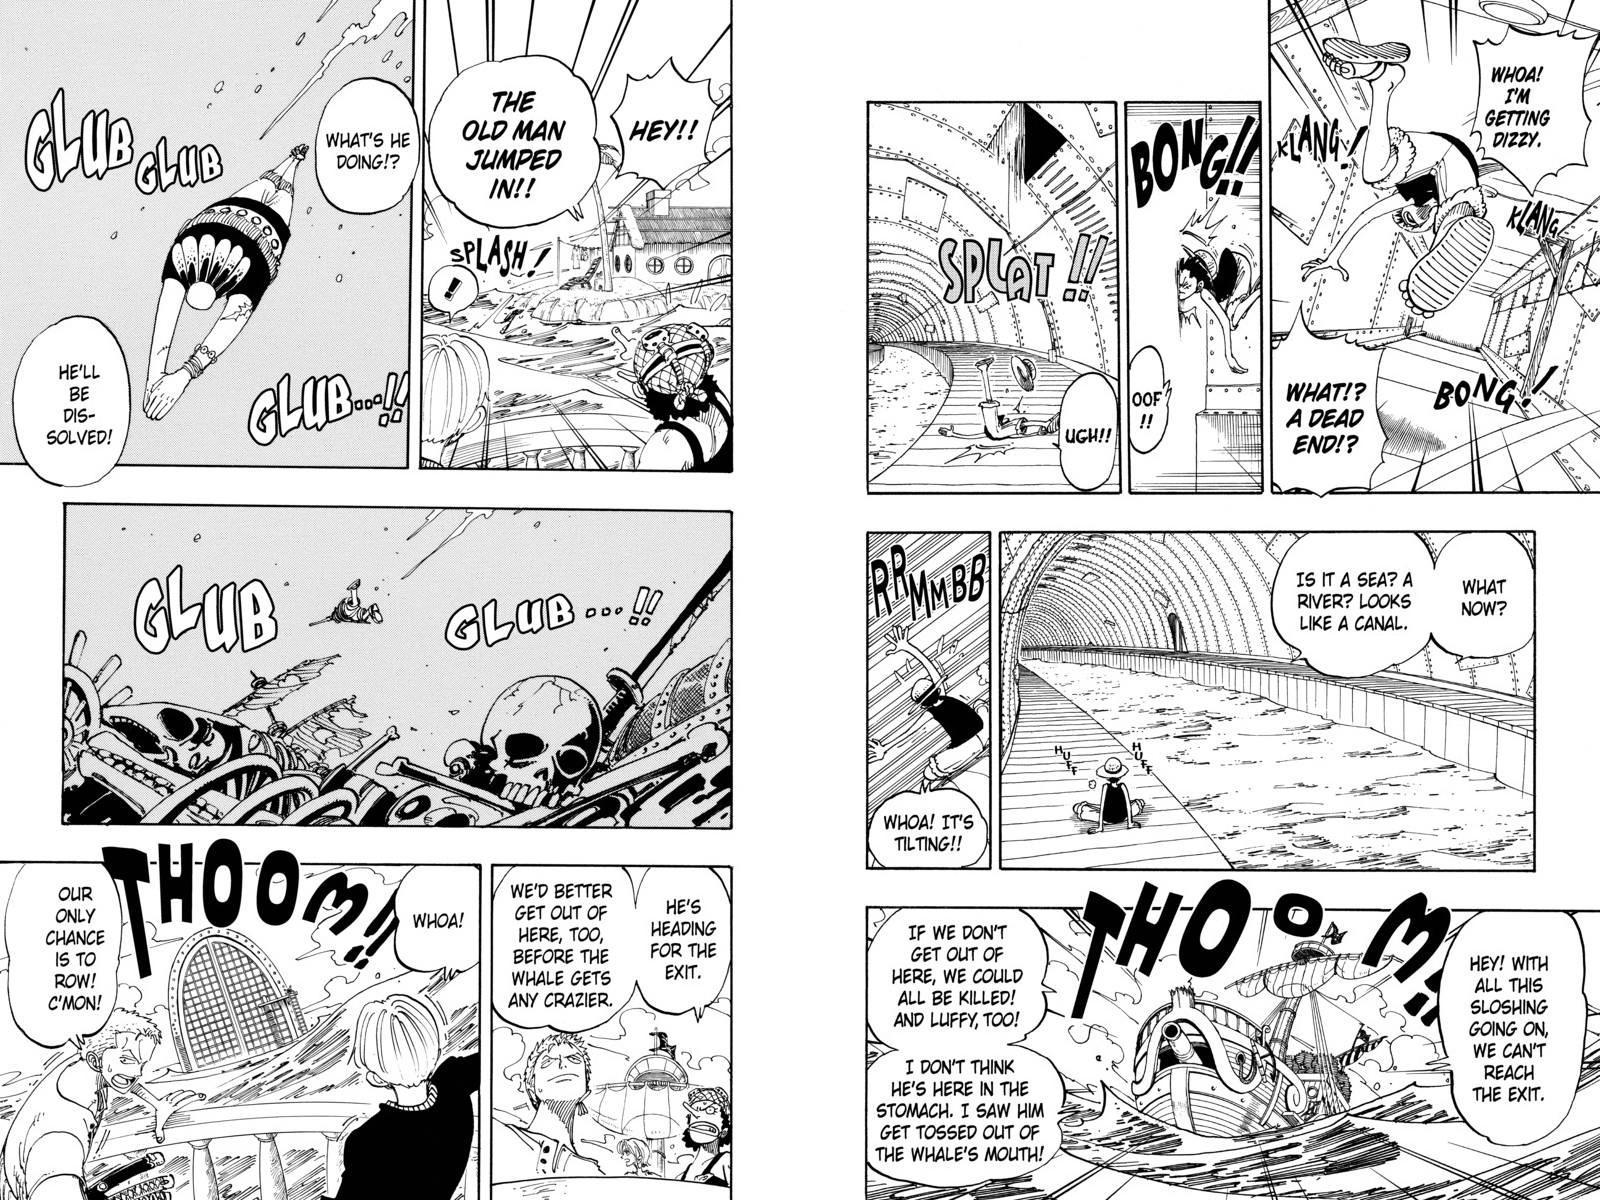 WHOA!
I'M
GETTING
DIZZY.
KLANG!
KLANG
WHAT!?
A DEAD
END!?
BONG!
BONG!!
OOF
!!
SPLAT!!
UGH!!
WHAT
NOW?
IS IT A SEA? A
RIVER? LOOKS
LIKE A CANAL.
HUFF
HUFF
RRMMBB
WHOA! IT'S
TILTING!!
HEY! WITH
ALL THIS
SLOSHING
GOING ON,
WE CAN'T
REACH
THE EXIT.
THOOM!!
IF WE DON'T
GET OUT OF
HERE, WE COULD
ALL BE KILLED!
AND LUFFY, TOO!
I DON'T THINK
HE'S HERE IN THE
STOMACH. I SAW HIM
GET TOSSED OUT OF
THE WHALE'S MOUTH!
HEY!!
THE
OLD MAN
JUMPED
IN!!
SPLASH!
!!
WHAT'S HE
DOING!?
GLUB
GLUB
GLUB...!!
HE'LL
BE
DIS-
SOLVED!
GLUB
GLUB...!!
HE'S
HEADING
FOR THE
EXIT.
WE'D BETTER
GET OUT OF
HERE, TOO,
BEFORE THE
WHALE GETS
ANY CRAZIER.
WHOA!
THOOM!!
OUR
ONLY
CHANCE
IS TO
ROW!
C'MON!